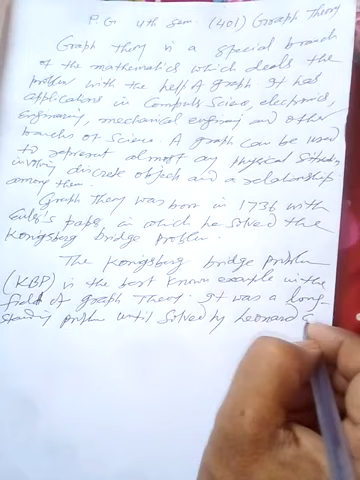 P.G 4th Sem. (401) Graph Theory
Graph Theory is a special branch
of the mathematics which deals the
problem with the help A graph It has
applications in Computer Science, electronics,
Engineering, mechanical engineering and other
branches of Science. A graph can be used
to represent almost any physical situation
involving discrete objects and a relationship
among them.
Graph Theory was born in 1736 with
Euler's paper in which he solved the
Konigsberg bridge problem.
The Konigsberg bridge problem
(KBP) is the best known example in the
field of graph Theory. It was a long-
standing problem until Solved by Leonard